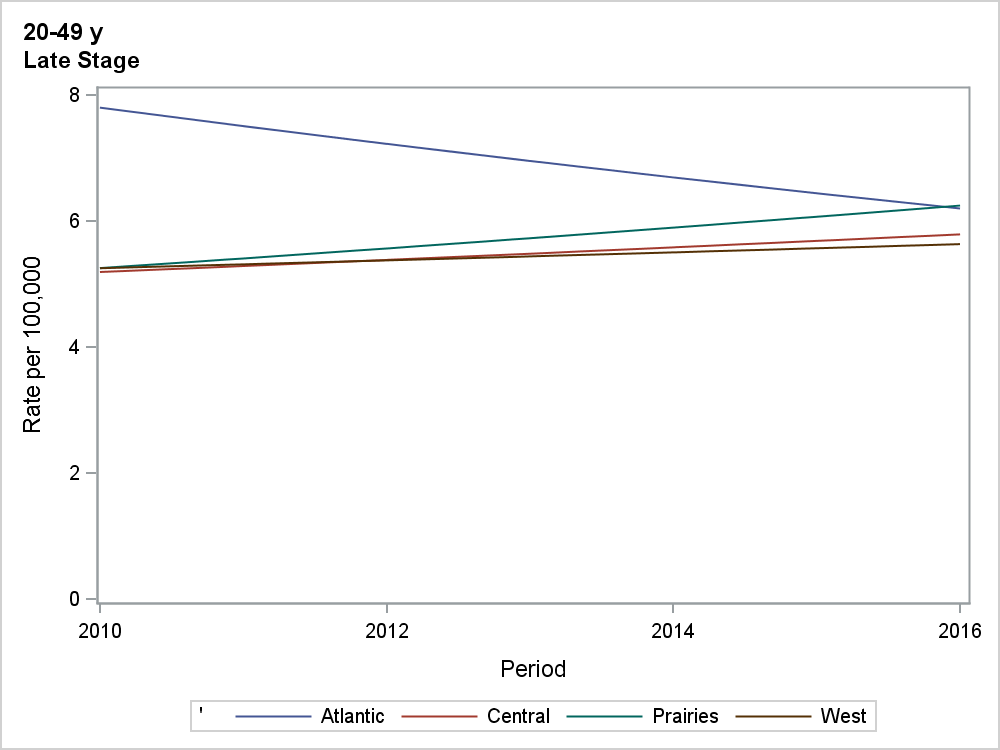 20-49 y
Late Stage
8
6
4
2
0
Rate per 100,000
2010 2012 2014 2016
Period
' Atlantic Central Prairies West